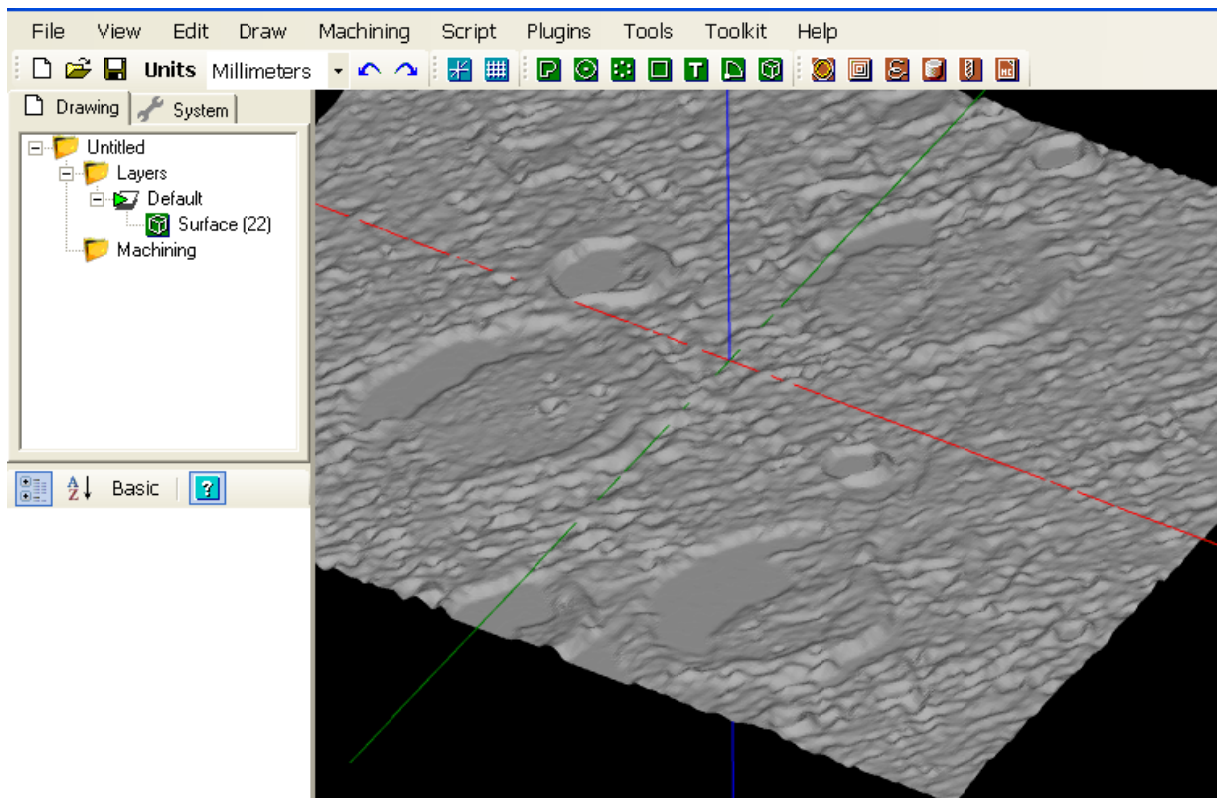 File View Edit Draw Machining Script Plugins Tools Toolkit Help
Units Millimeters
Drawing System
Untitled
Layers
Default
Surface (22)
Machining
Basic